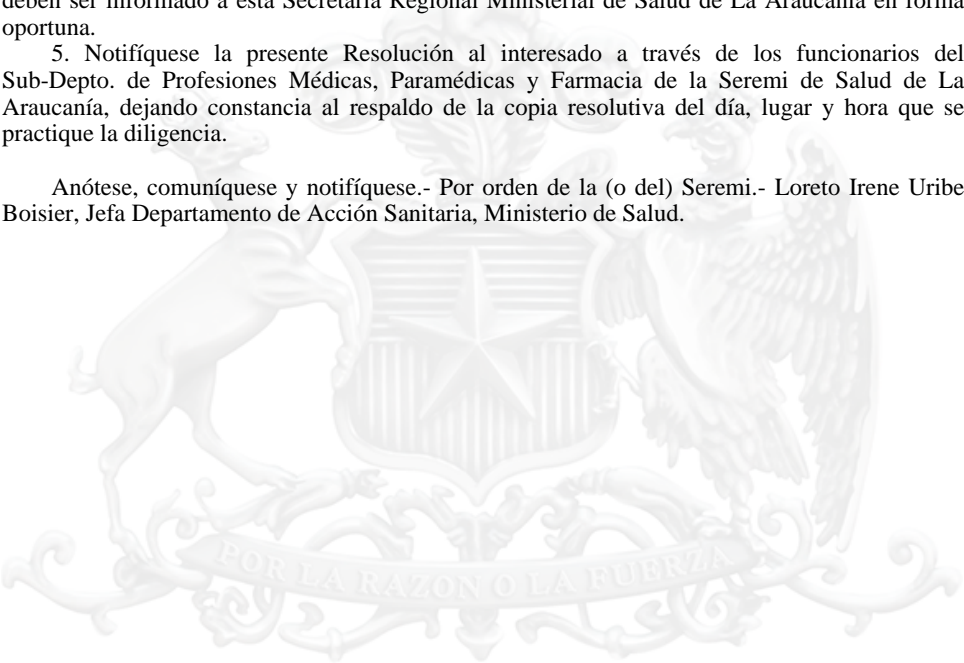 deben ser informado a esta Secretaría Regional Ministerial de Salud de La Araucanía en forma
oportuna.
5. Notifíquese la presente Resolución al interesado a través de los funcionarios del
Sub-Depto. de Profesiones Médicas, Paramédicas y Farmacia de la Seremi de Salud de La
Araucanía, dejando constancia al respaldo de la copia resolutiva del día, lugar y hora que se
practique la diligencia.
Anótese, comuníquese y notifíquese.- Por orden de la (o del) Seremi.- Loreto Irene Uribe
Boisier, Jefa Departamento de Acción Sanitaria, Ministerio de Salud.
POR LA RAZON O LA FUERZA